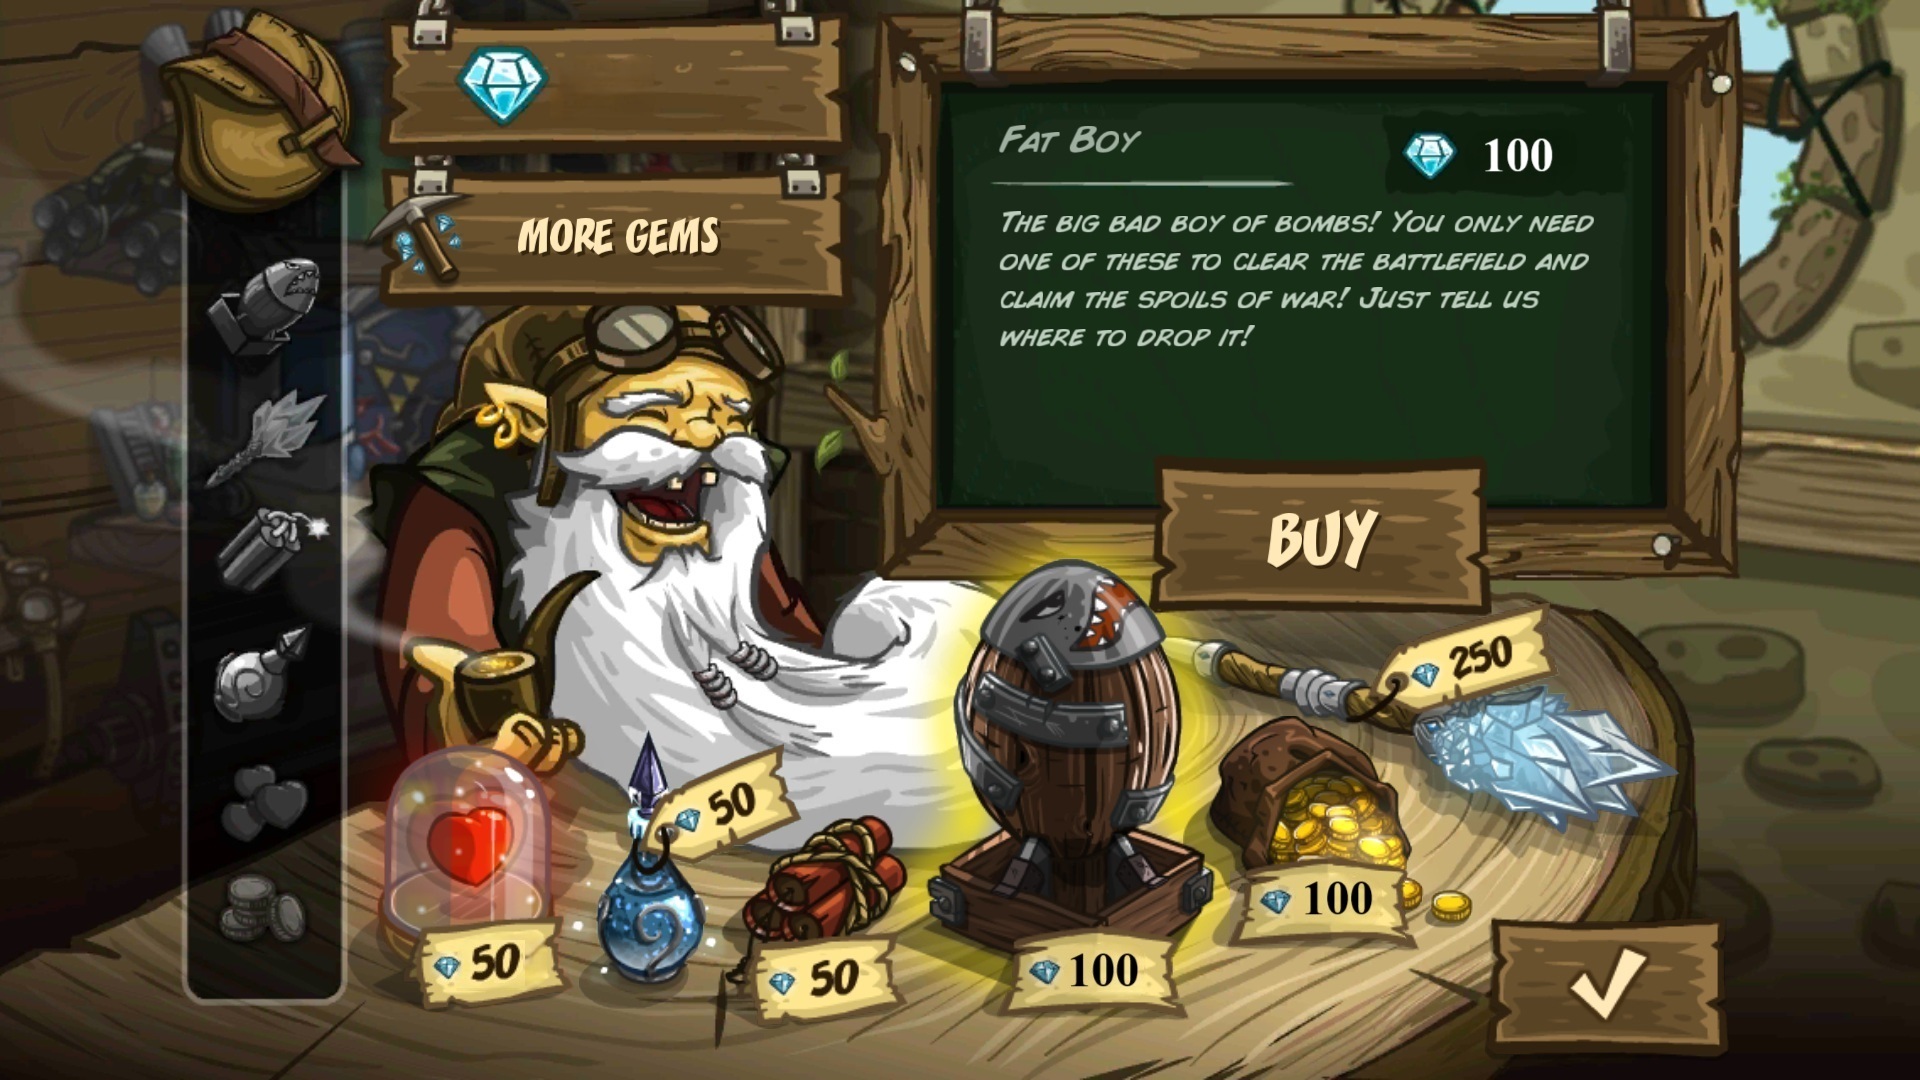 MORE GEMS
FAT BOY
100
THE BIG BAD BOY OF BOMBS! YOU ONLY NEED
ONE OF THESE TO CLEAR THE BATTLEFIELD AND
CLAIM THE SPOILS OF WAR! JUST TELL US
WHERE TO DROP IT!
BUY
250
50
100
50
50
100